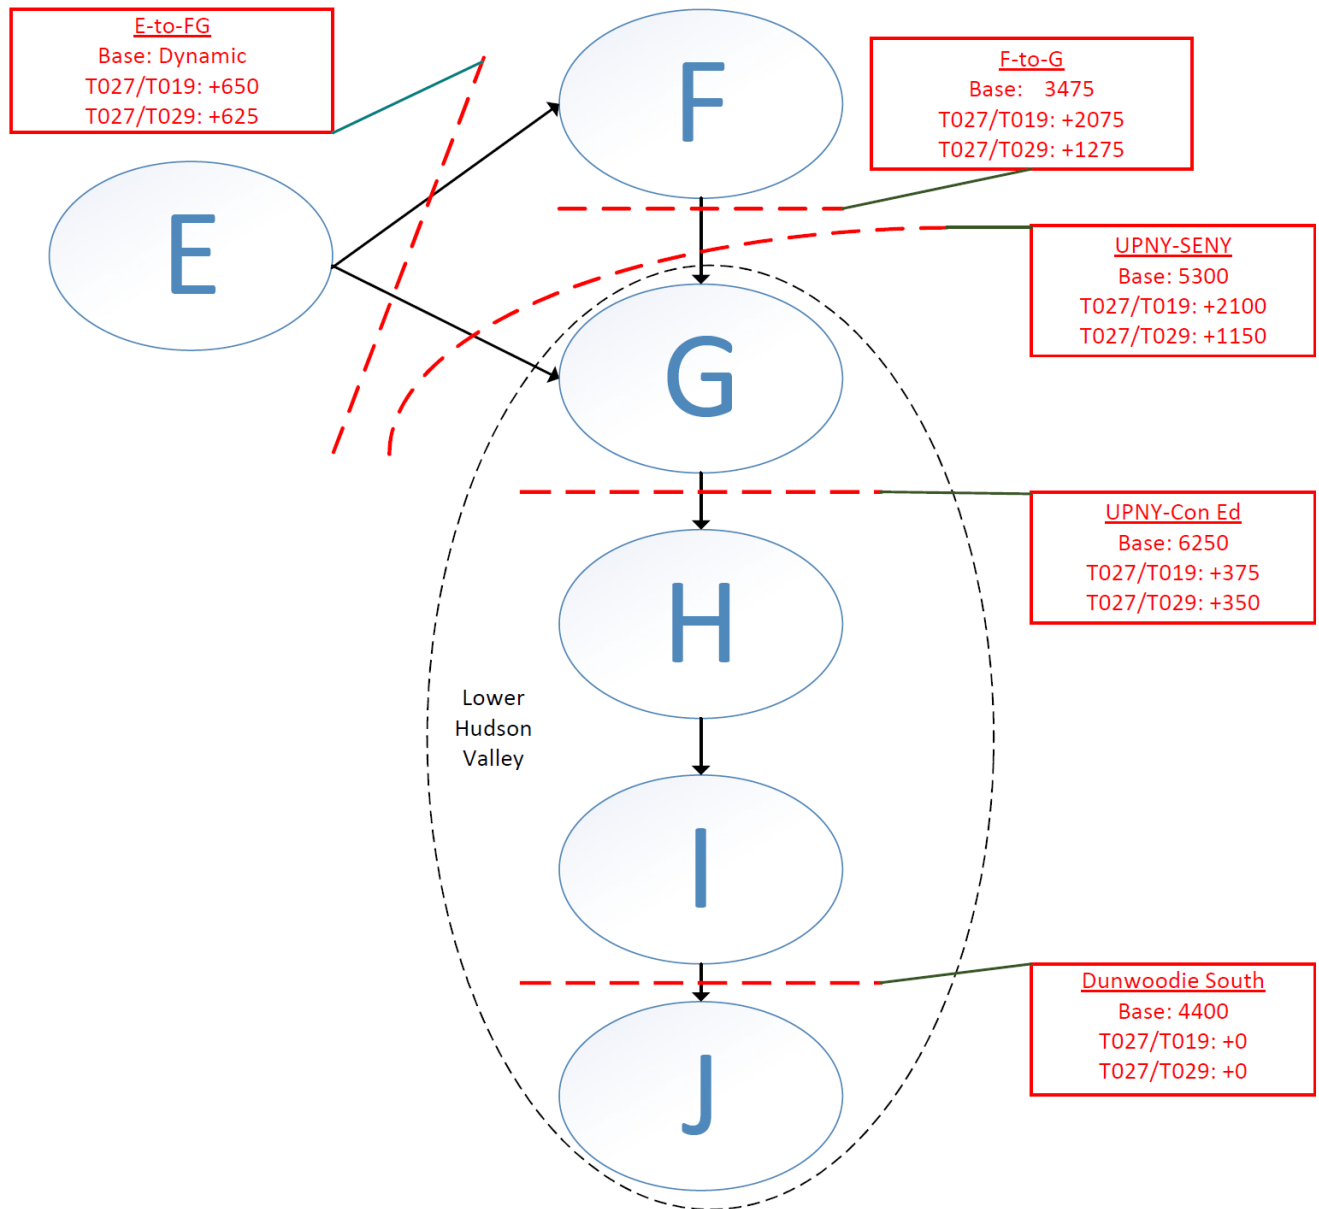 E-to-FG
Base: Dynamic
T027/T019: +650
T027/T029: +625
F
F-to-G
Base: 3475
T027/T019: +2075
T027/T029: +1275
E
UPNY-SENY
Base: 5300
T027/T019: +2100
T027/T029: +1150
G
UPNY-Con Ed
Base: 6250
T027/T019: +375
T027/T029: +350
H
Lower
Hudson
Valley
I
Dunwoodie South
Base: 4400
T027/T019: +0
T027/T029: +0
J